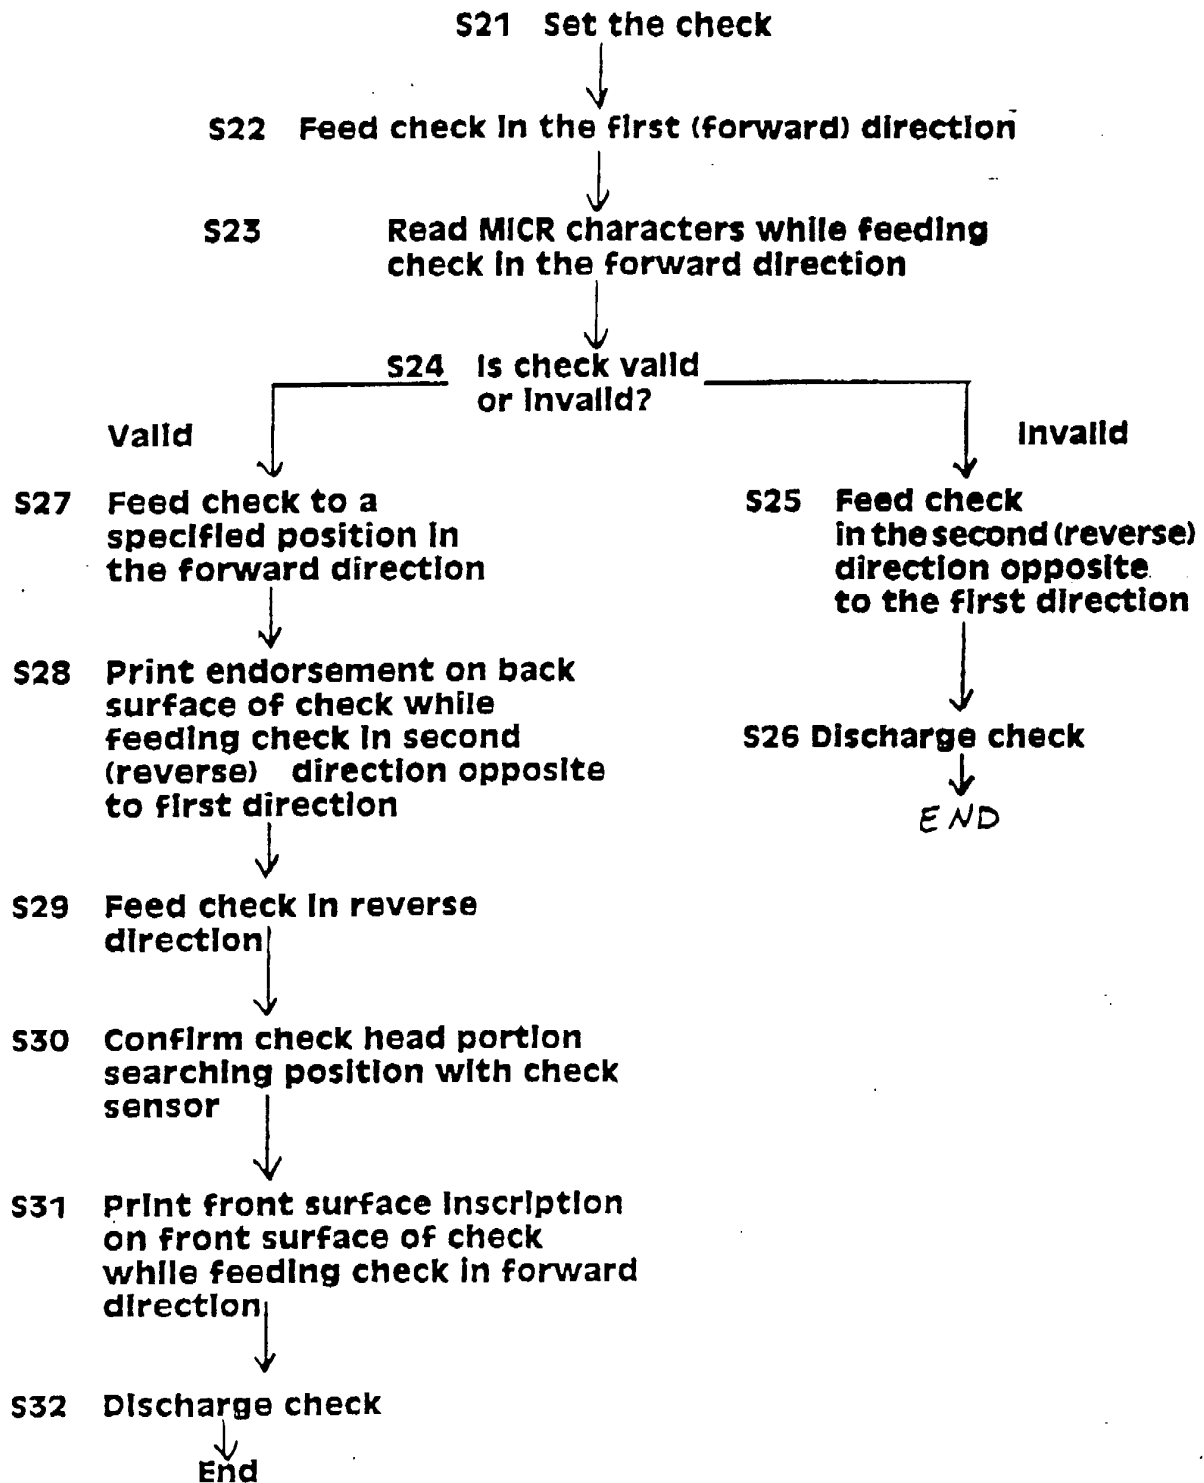 S21 Set the check
S22 Feed check in the first (forward) direction
S23 Read MICR characters while feeding
check in the forward direction
S24 Is check valid
or invalid?
Valid
Invalid
S27 Feed check to a
specified position in
the forward direction
S25 Feed check
in the second (reverse)
direction opposite
to the first direction
S28 Print endorsement on back
surface of check while
feeding check in second
(reverse) direction opposite
to first direction
S26 Discharge check
END
S29 Feed check in reverse
direction
S30 Confirm check head portion
searching position with check
sensor
S31 Print front surface inscription
on front surface of check
while feeding check in forward
direction
S32 Discharge check
End